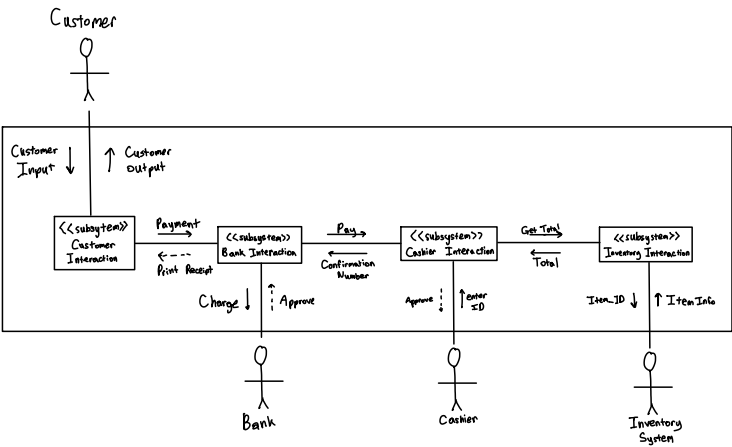 Customer
Customer
Input
Customer
Output
<<subsytem>>
Customer
Interaction
Payment
Print Receipt
<<subsystem>>
Bank Interaction
Pay
Confirmation
Number
<<subsystem>>
Cashier Interaction
Get Total
Total
<<subsystem>>
Inventory Interaction
Charge
Approve
Approve
enter
ID
Item_ID
Item Info
Bank
Cashier
Inventory
System